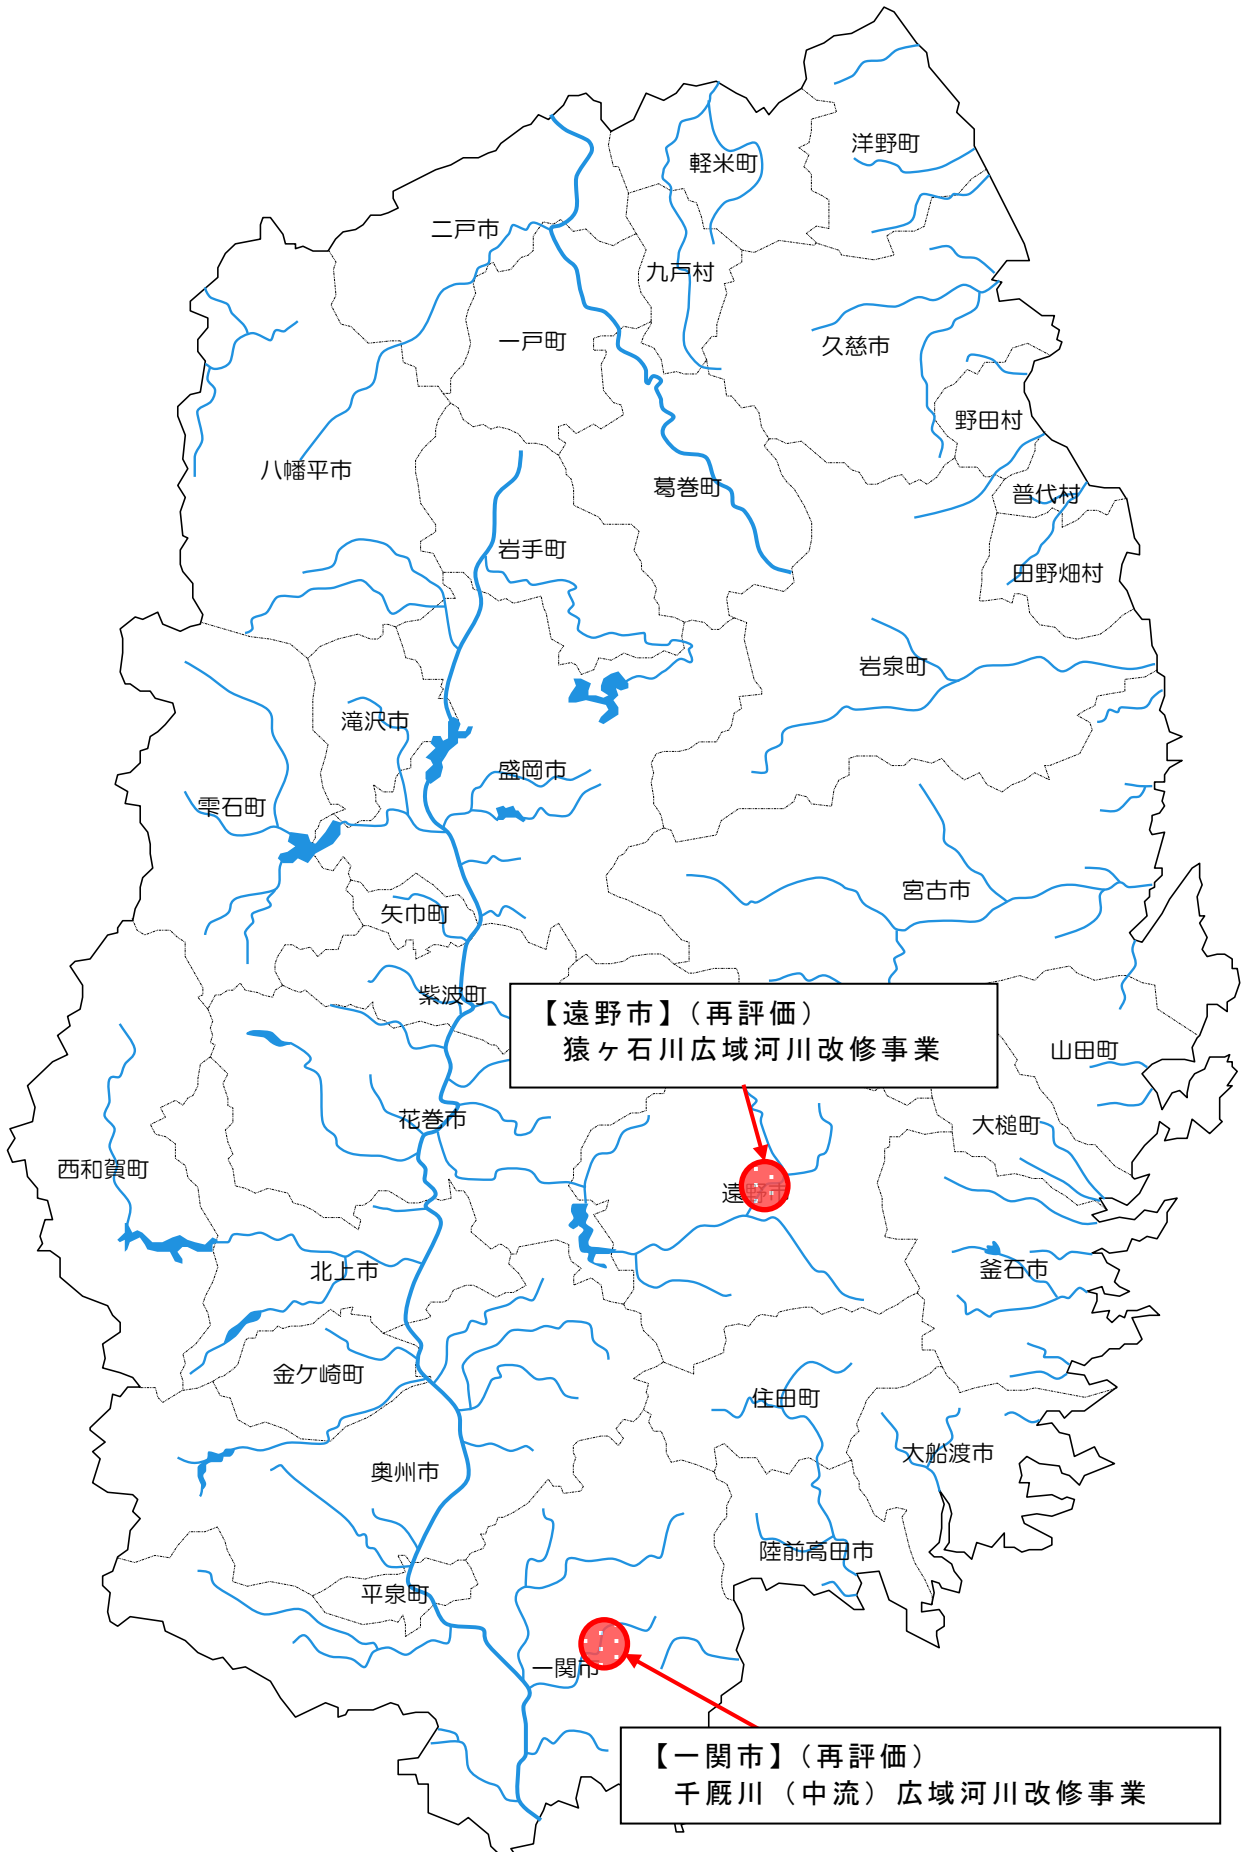 洋野町
軽米町
二戸市
九戸村
一戸町
久慈市
野田村
八幡平市
葛巻町
普代村
岩手町
田野畑村
岩泉町
滝沢市
盛岡市
雫石町
宮古市
矢巾町
紫波町
【遠野市】（再評価）
猿ヶ石川広域河川改修事業
山田町
花巻市
大槌町
西和賀町
遠野市
北上市
釜石市
金ケ崎町
住田町
大船渡市
奥州市
陸前高田市
平泉町
一関市
【一関市】（再評価）
千厩川（中流）広域河川改修事業